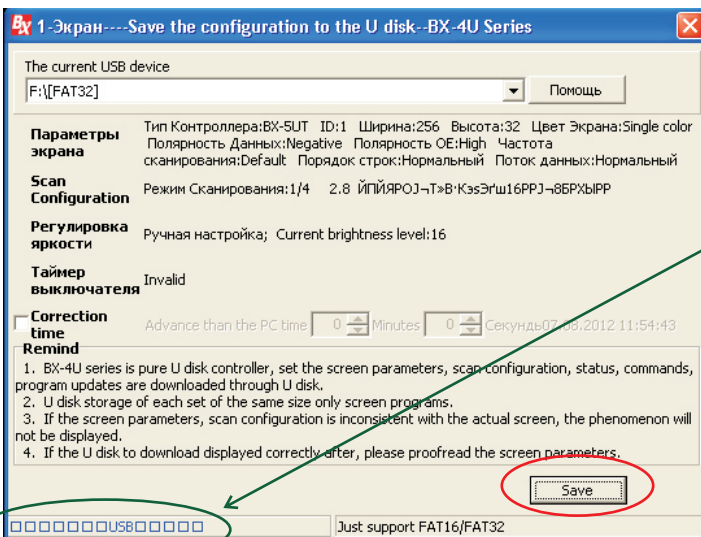 1-Экран----Save the configuration to the U disk--BX-4U Series
The current USB device
F:\[FAT32]
Помощь
Параметры экрана
Тип Контроллера:BX-5UT ID:1 Ширина:256 Высота:32 Цвет Экрана:Single color
Полярность Данных:Negative Полярность OE:High Частота
сканирования:Default Порядок строк:Нормальный Поток данных:Нормальный
Scan Configuration
Режим Сканирования:1/4 2.8
Регулировка яркости
Ручная настройка; Current brightness level:16
Таймер выключателя
Invalid
Correction time
Advance than the PC time 0 Minutes 0 Секундь07.08.2012 11:54:43
Remind
1. BX-4U series is pure U disk controller, set the screen parameters, scan configuration, status, commands,
program updates are downloaded through U disk.
2. U disk storage of each set of the same size only screen programs.
3. If the screen parameters, scan configuration is inconsistent with the actual screen, the phenomenon will
not be displayed.
4. If the U disk to download displayed correctly after, please proofread the screen parameters.
Save
□□□□□□□USB□□□□□
Just support FAT16/FAT32